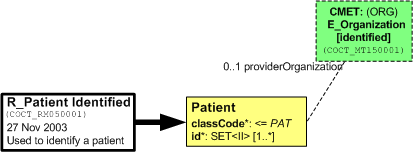 CMET: (ORG)
E_Organization
[identified]
(COCT_MT150001)
0..1 providerOrganization
R_Patient Identified
(COCT_RM050001)
27 Nov 2003
Used to identify a patient
Patient
classCode*: <= PAT
id*: SET<II> [1..*]